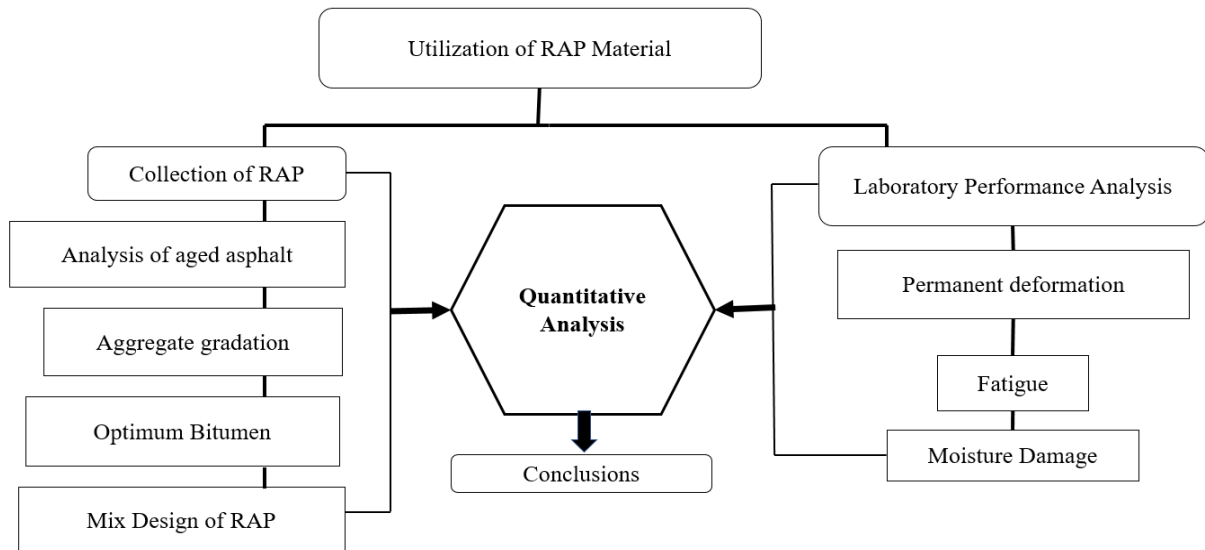 Utilization of RAP Material
Collection of RAP
Analysis of aged asphalt
Aggregate gradation
Optimum Bitumen
Mix Design of RAP
Quantitative
Analysis
Conclusions
Laboratory Performance Analysis
Permanent deformation
Fatigue
Moisture Damage